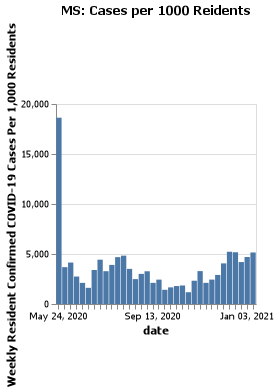 MS: Cases per 1000 Reidents
Weekly Resident Confirmed COVID-19 Cases Per 1,000 Residents
20,000
15,000
10,000
5,000
0
May 24, 2020 Sep 13, 2020 Jan 03, 2021
date